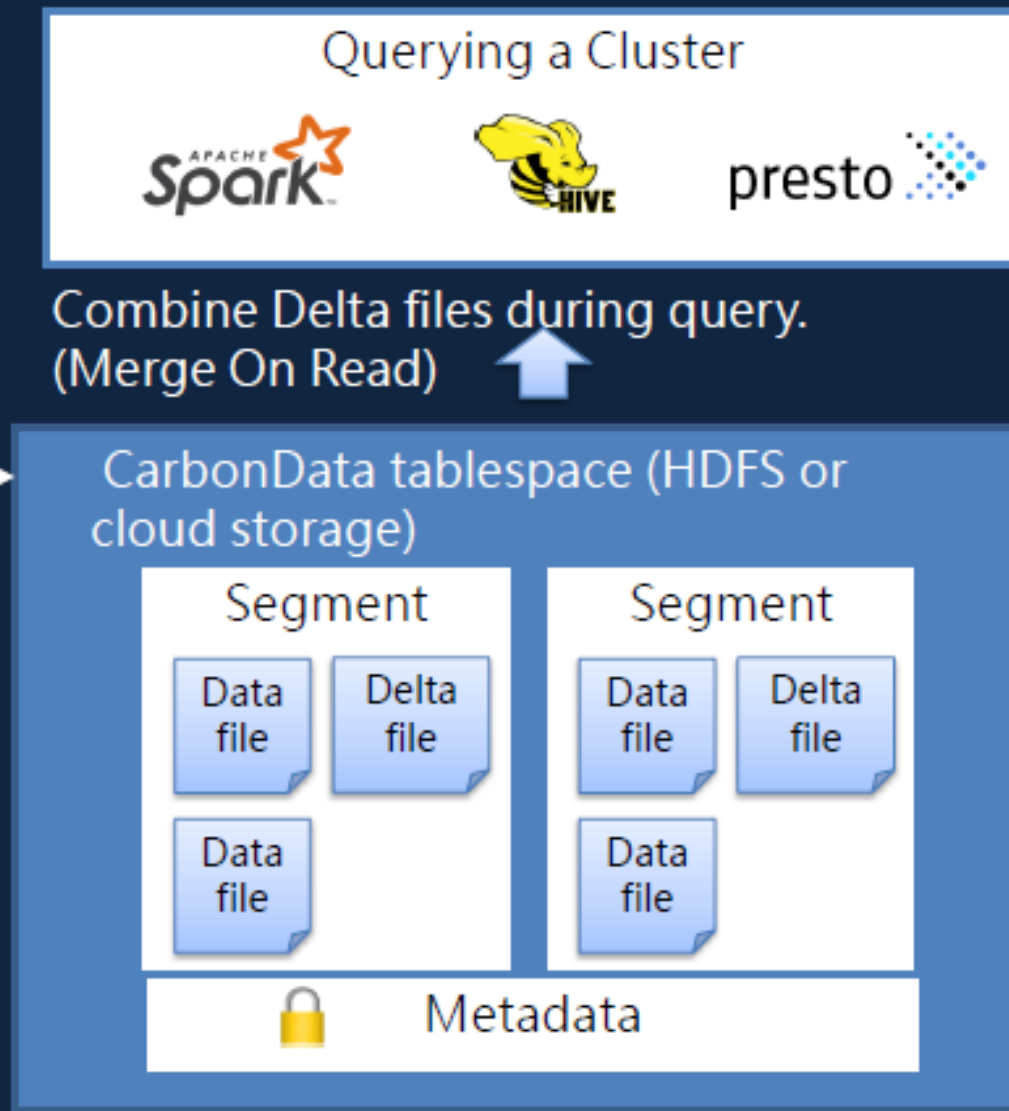 Querying a Cluster
APACHE
Spark™
HIVE
presto
Combine Delta files during query.
(Merge On Read)
CarbonData tablespace (HDFS or
cloud storage)
Segment
Data
file
Delta
file
Data
file
Segment
Data
file
Delta
file
Data
file
Metadata